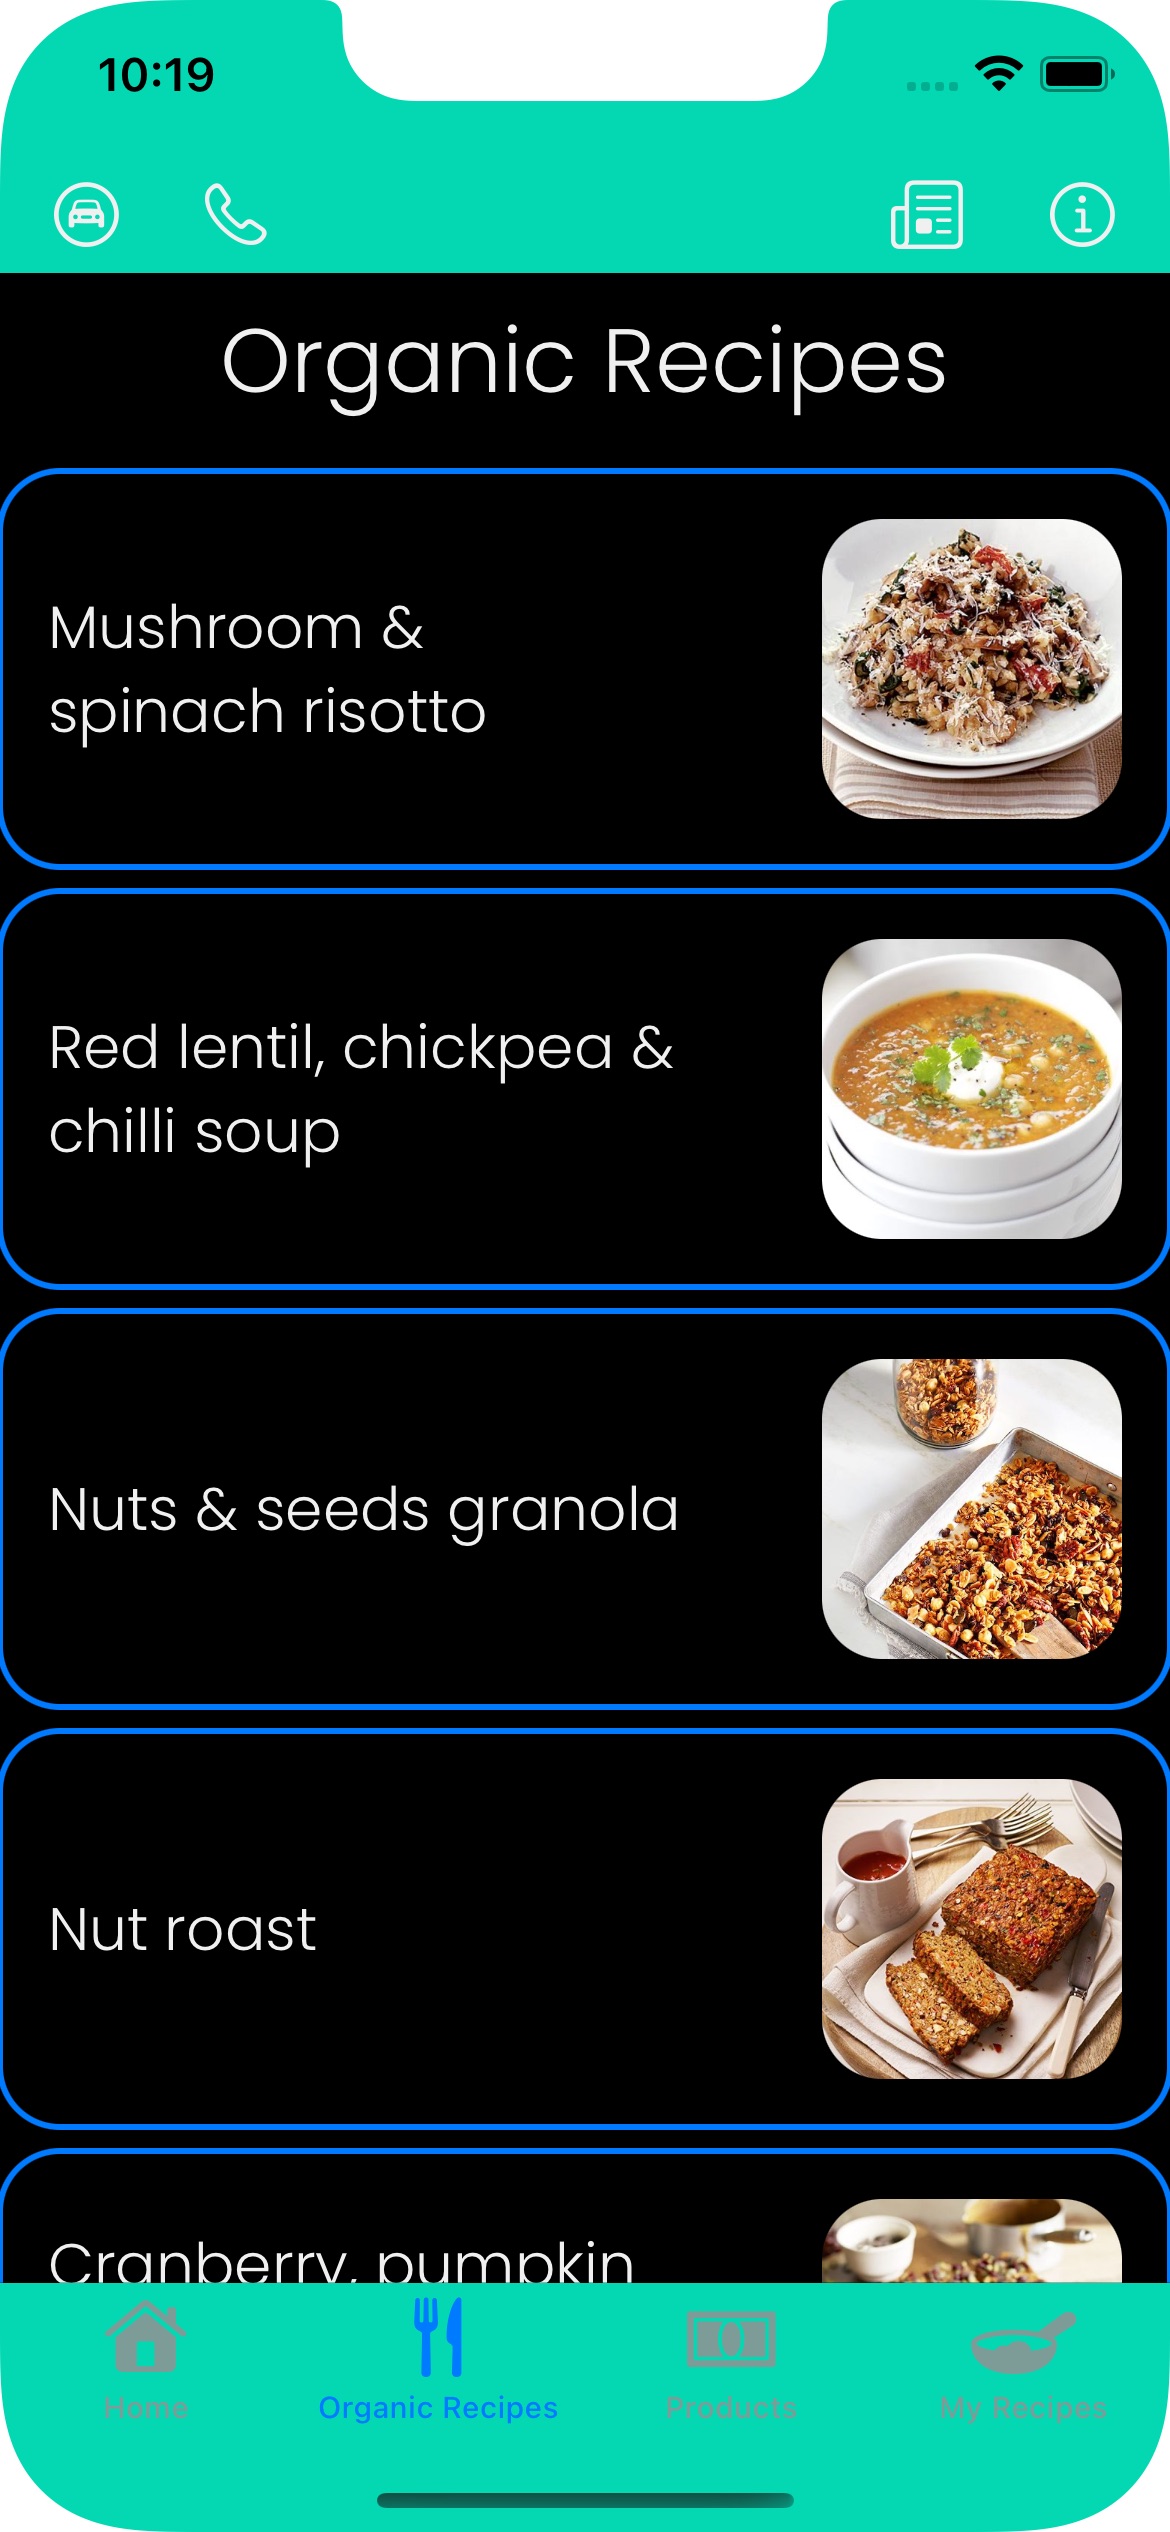 10:19
Organic Recipes
Mushroom &
spinach risotto
Red lentil, chickpea &
chilli soup
Nuts & seeds granola
Nut roast
Cranberry, pumpkin
Home
Organic Recipes
Products
My Recipes